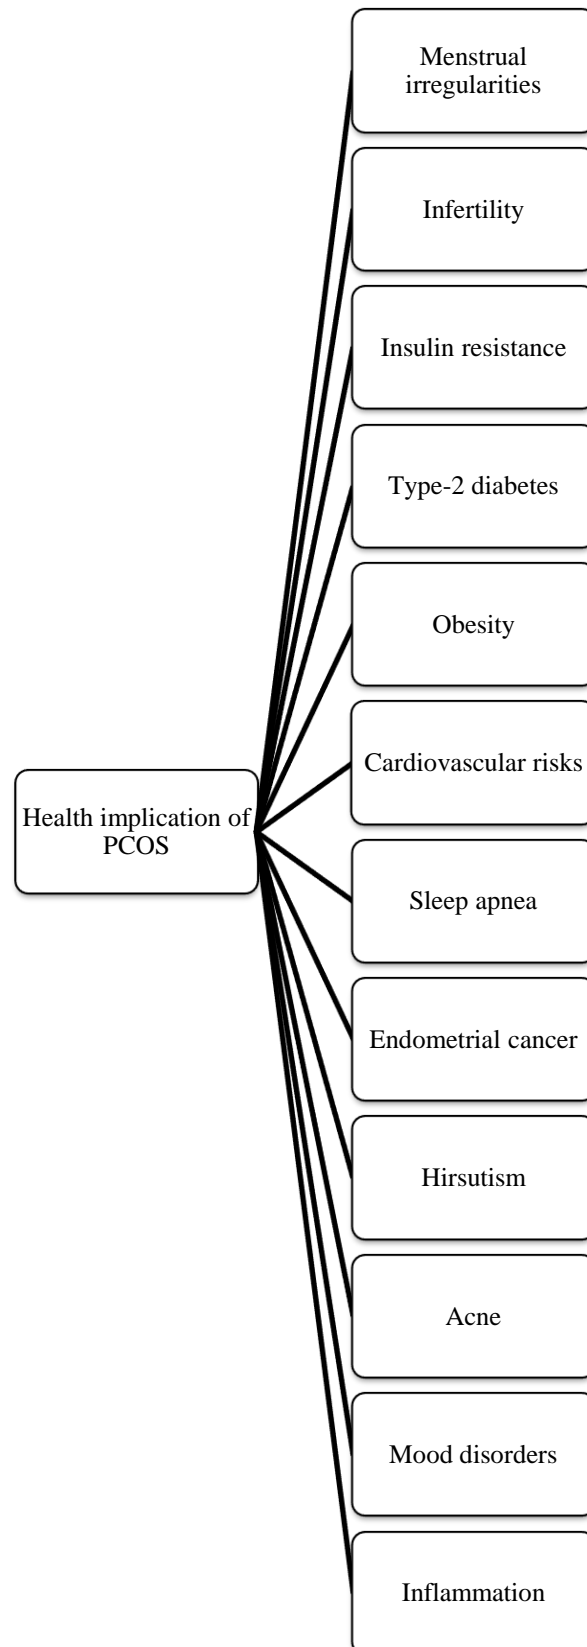 Menstrual
irregularities
Infertility
Insulin resistance
Type-2 diabetes
Obesity
Cardiovascular risks
Health implication of
PCOS
Sleep apnea
Endometrial cancer
Hirsutism
Acne
Mood disorders
Inflammation